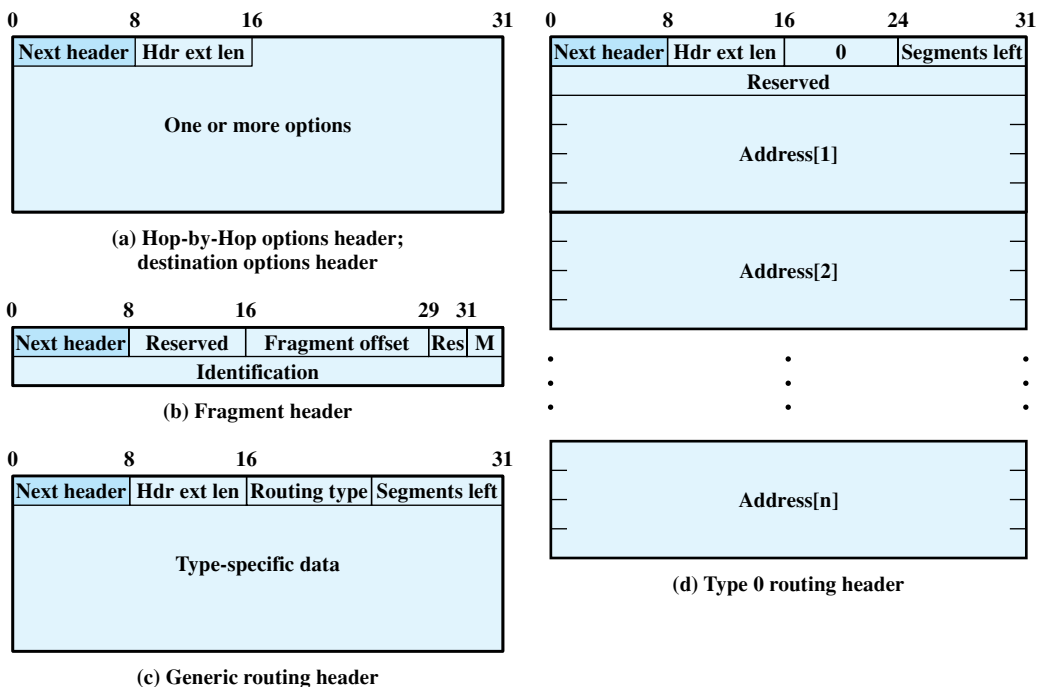 0 8 16 31
Next header Hdr ext len
One or more options
(a) Hop-by-Hop options header;
destination options header
0 8 16 29 31
Next header Reserved Fragment offset Res M
Identification
(b) Fragment header
0 8 16 31
Next header Hdr ext len Routing type Segments left
Type-specific data
(c) Generic routing header
0 8 16 24 31
Next header Hdr ext len 0 Segments left
Reserved
Address[1]
Address[2]
Address[n]
(d) Type 0 routing header